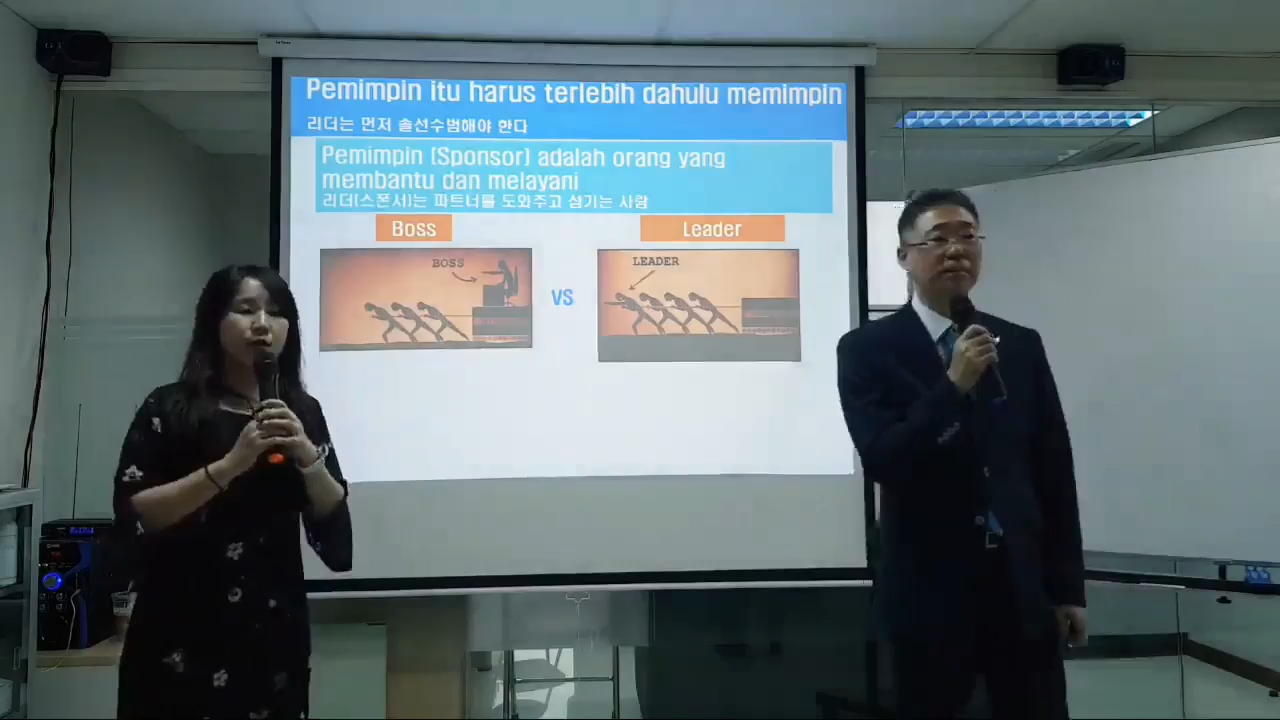 Pemimpin itu harus terlebih dahulu memimpin
리더는 먼저 솔선수범해야 한다
Pemimpin (Sponsor) adalah orang yang
membantu dan melayani
리더(스폰서)는 파트너를 도와주고 섬기는 사람
Boss
Leader
BOSS
VS
LEADER